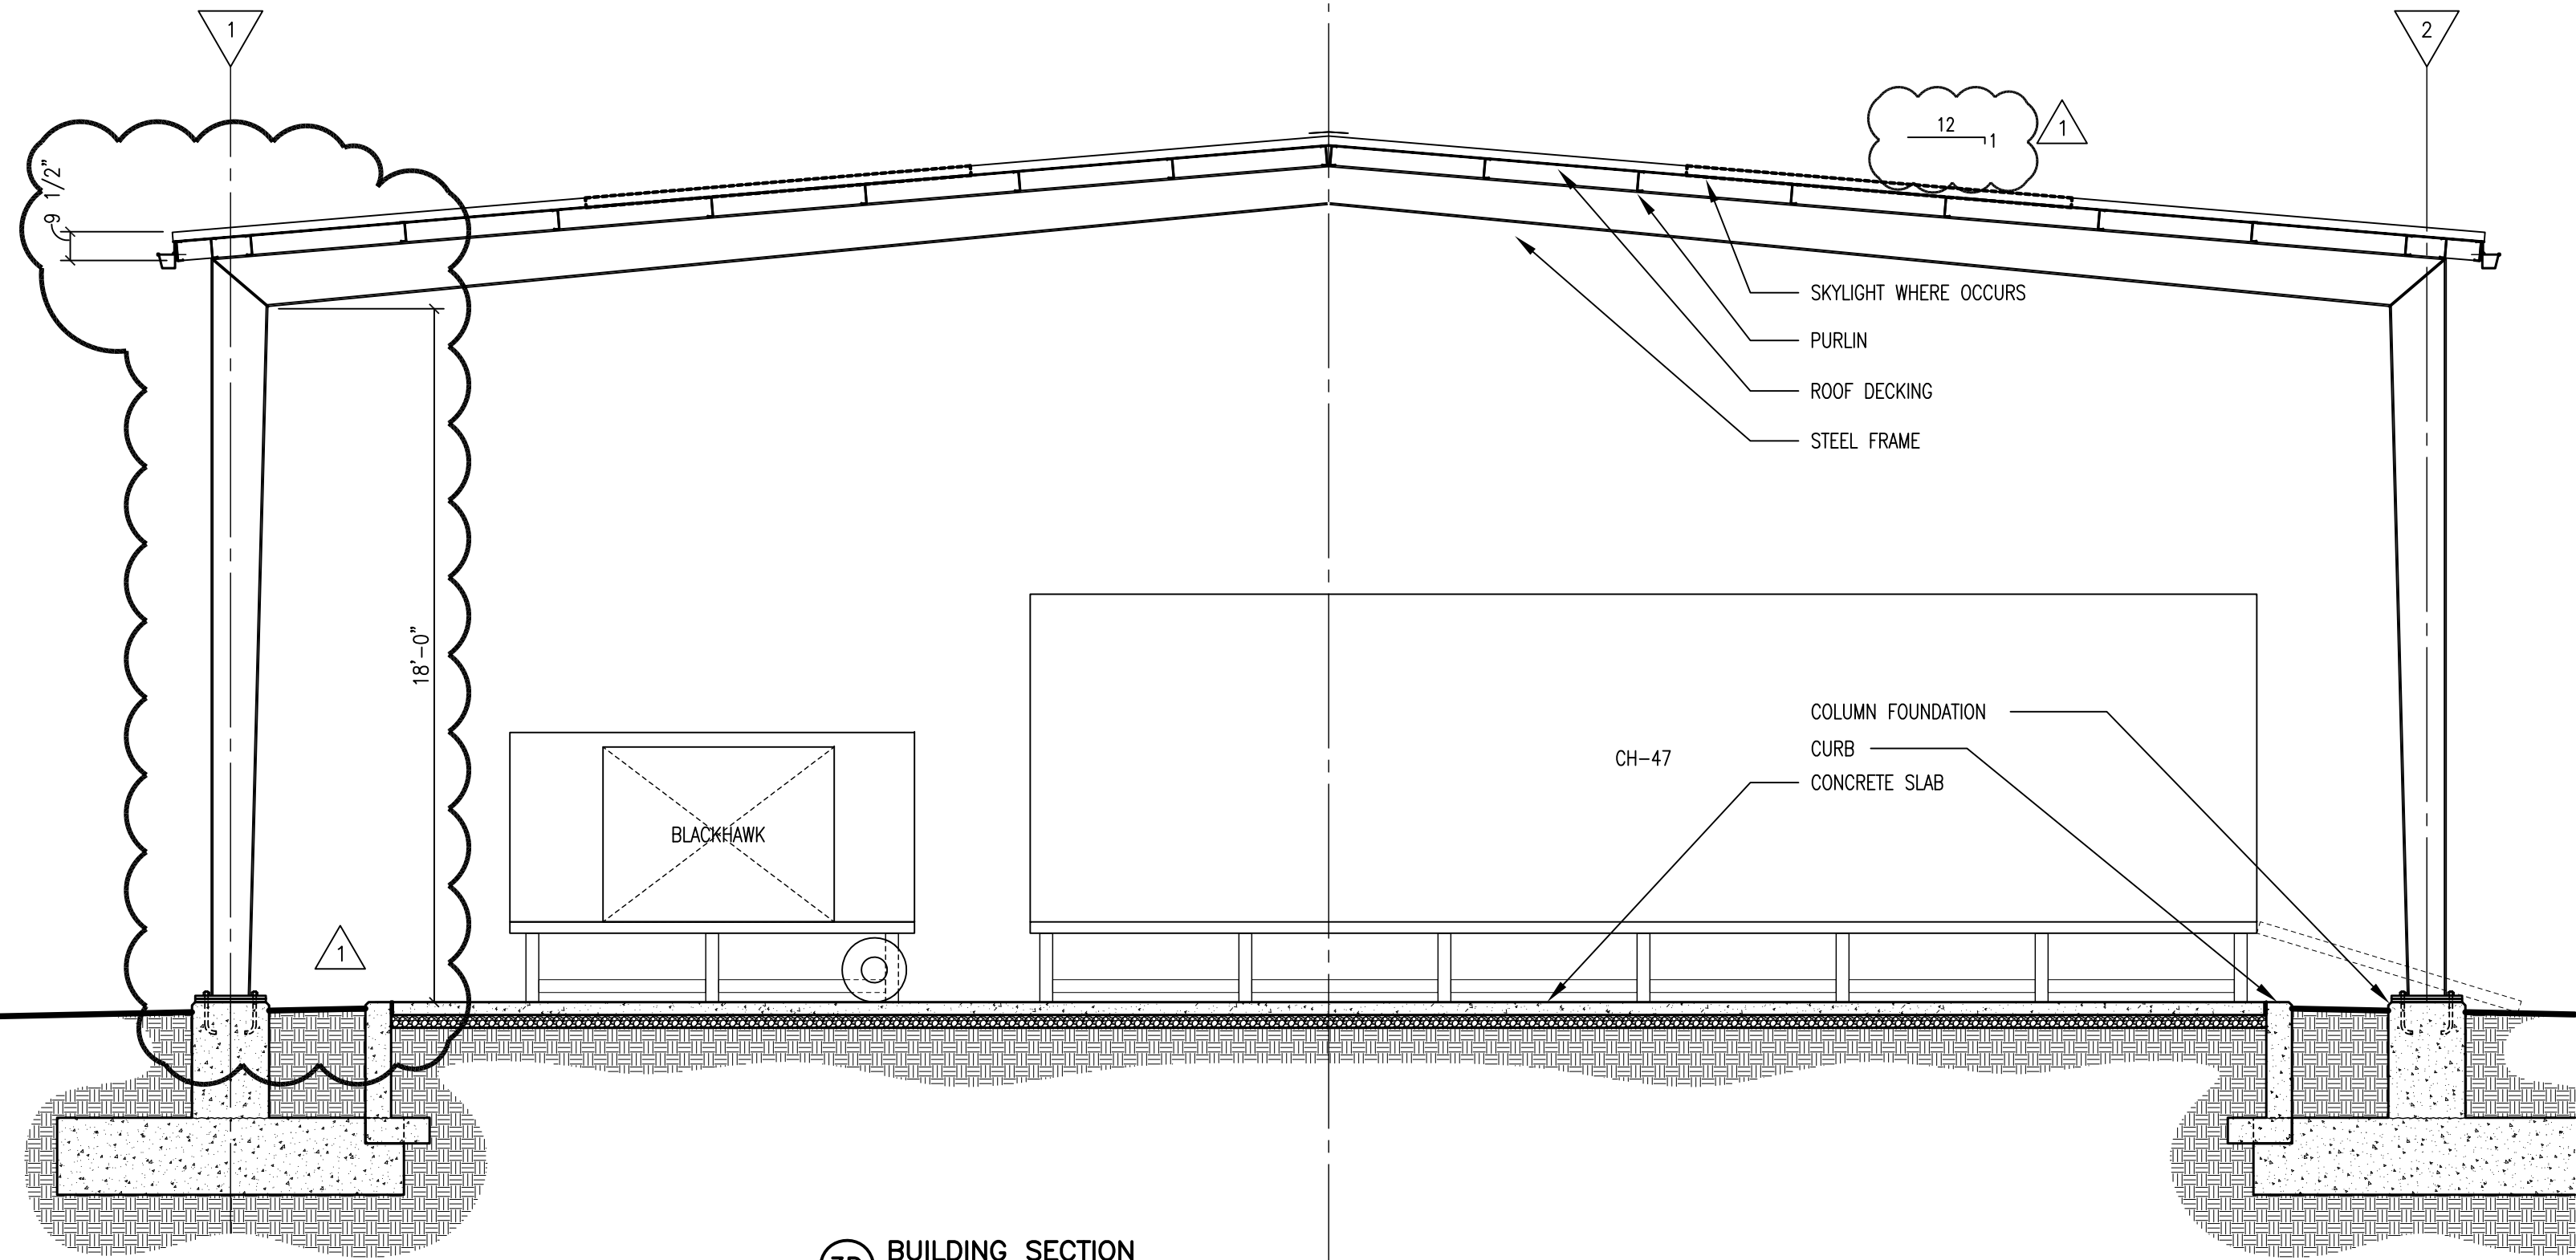 1
2
12
1
1
9 1/2"
SKYLIGHT WHERE OCCURS
PURLIN
ROOF DECKING
STEEL FRAME
18'-0"
COLUMN FOUNDATION
CURB
CH-47
CONCRETE SLAB
BLACKHAWK
1
BUILDING SECTION